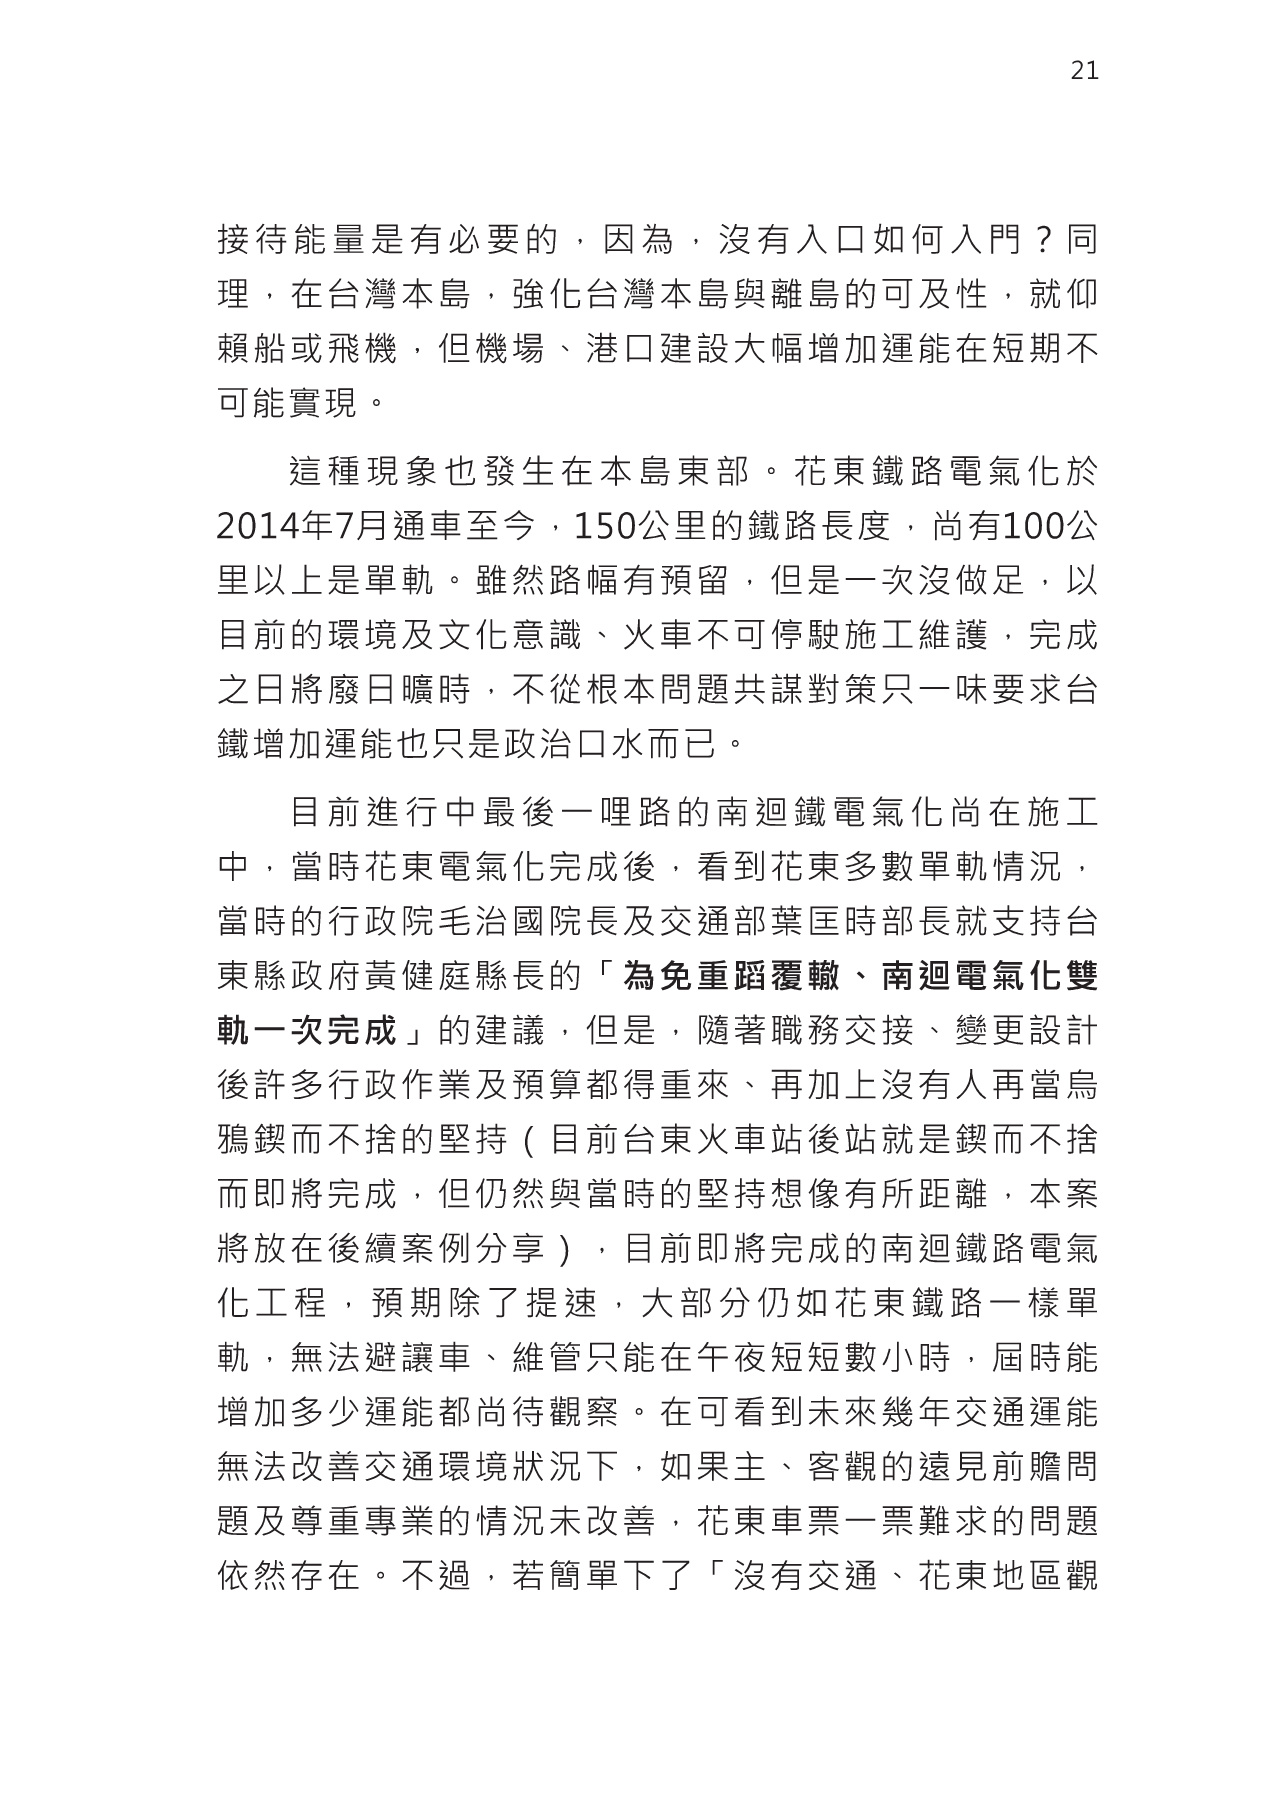 21
接待能量是有必要的，因為，沒有入口如何入門？同
理，在台灣本島，強化台灣本島與離島的可及性，就仰
賴船或飛機，但機場、港口建設大幅增加運能在短期不
可能實現。
這種現象也發生在本島東部。花東鐵路電氣化於
2014年7月通車至今，150公里的鐵路長度，尚有100公
里以上是單軌。雖然路幅有預留，但是一次沒做足，以
目前的環境及文化意識、火車不可停駛施工維護，完成
之日將廢日曠時，不從根本問題共謀對策只一味要求台
鐵增加運能也只是政治口水而已。
目前進行中最後一哩路的南迴鐵電氣化尚在施工
中，當時花東電氣化完成後，看到花東多數單軌情況，
當時的行政院毛治國院長及交通部葉匡時部長就支持台
東縣政府黃健庭縣長的「為免重蹈覆轍、南迴電氣化雙
軌一次完成」的建議，但是，隨著職務交接、變更設計
後許多行政作業及預算都得重來、再加上沒有人再當烏
鴉鍥而不捨的堅持（目前台東火車站後站就是鍥而不捨
而即將完成，但仍然與當時的堅持想像有所距離，本案
將放在後續案例分享），目前即將完成的南迴鐵路電氣
化工程，預期除了提速，大部分仍如花東鐵路一樣單
軌，無法避讓車、維管只能在午夜短短數小時，屆時能
增加多少運能都尚待觀察。在可看到未來幾年交通運能
無法改善交通環境狀況下，如果主、客觀的遠見前瞻問
題及尊重專業的情況未改善，花東車票一票難求的問題
依然存在。不過，若簡單下了「沒有交通、花東地區觀